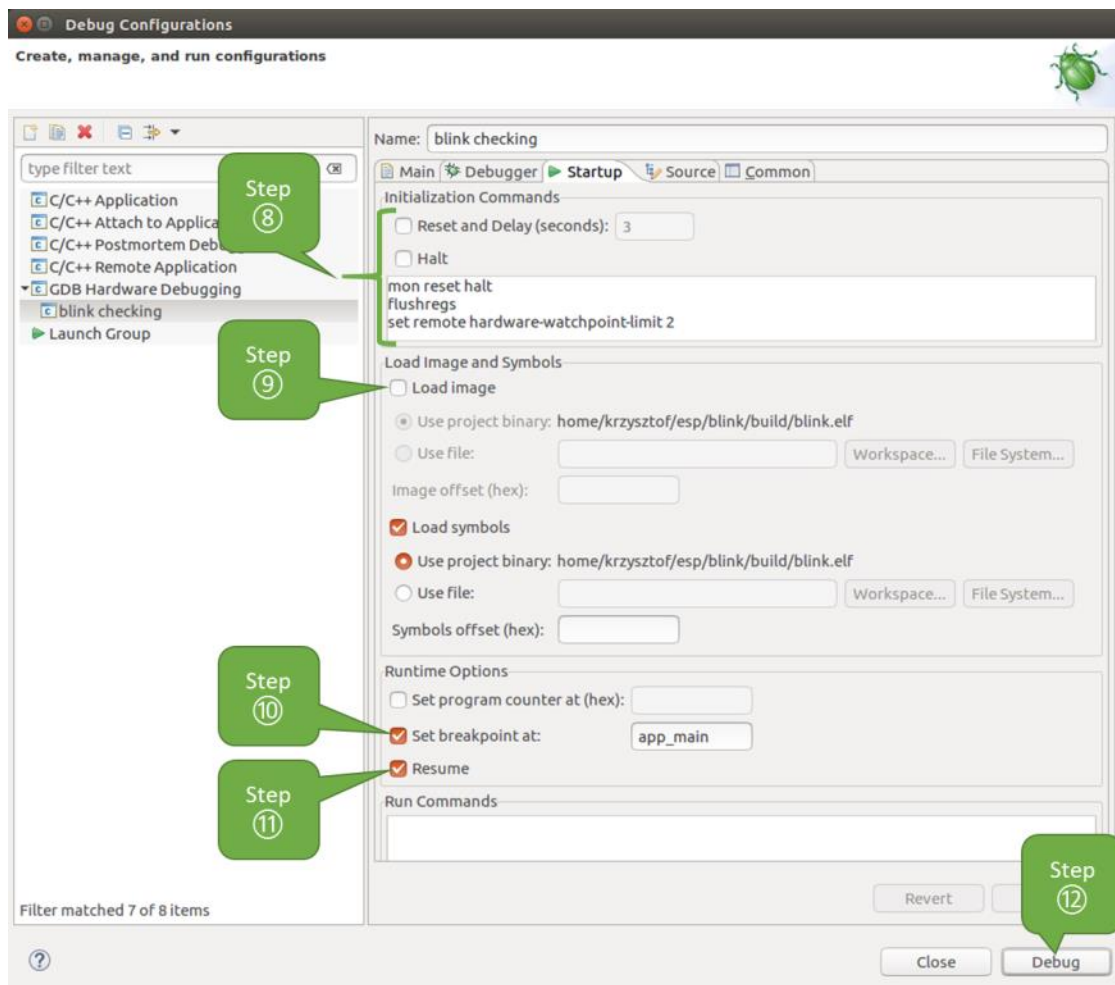 Debug Configurations
Create, manage, and run configurations
type filter text
C/C++ Application
C/C++ Attach to Applica
C/C++ Postmortem Debu
C/C++ Remote Application
GDB Hardware Debugging
blink checking
Launch Group
Filter matched 7 of 8 items
Name: blink checking
Main Debugger Startup Source Common
Initialization Commands
Step
⑧
Reset and Delay (seconds): 3
Halt
mon reset halt
flushregs
set remote hardware-watchpoint-limit 2
Load Image and Symbols
Step
⑨
Load image
Use project binary: home/krzysztof/esp/blink/build/blink.elf
Use file: Workspace... File System...
Image offset (hex):
Load symbols
Use project binary: home/krzysztof/esp/blink/build/blink.elf
Use file: Workspace... File System...
Symbols offset (hex):
Runtime Options
Set program counter at (hex):
Step
⑩
Set breakpoint at: app_main
Step
⑪
Resume
Run Commands
Revert
Step
⑫
Close Debug